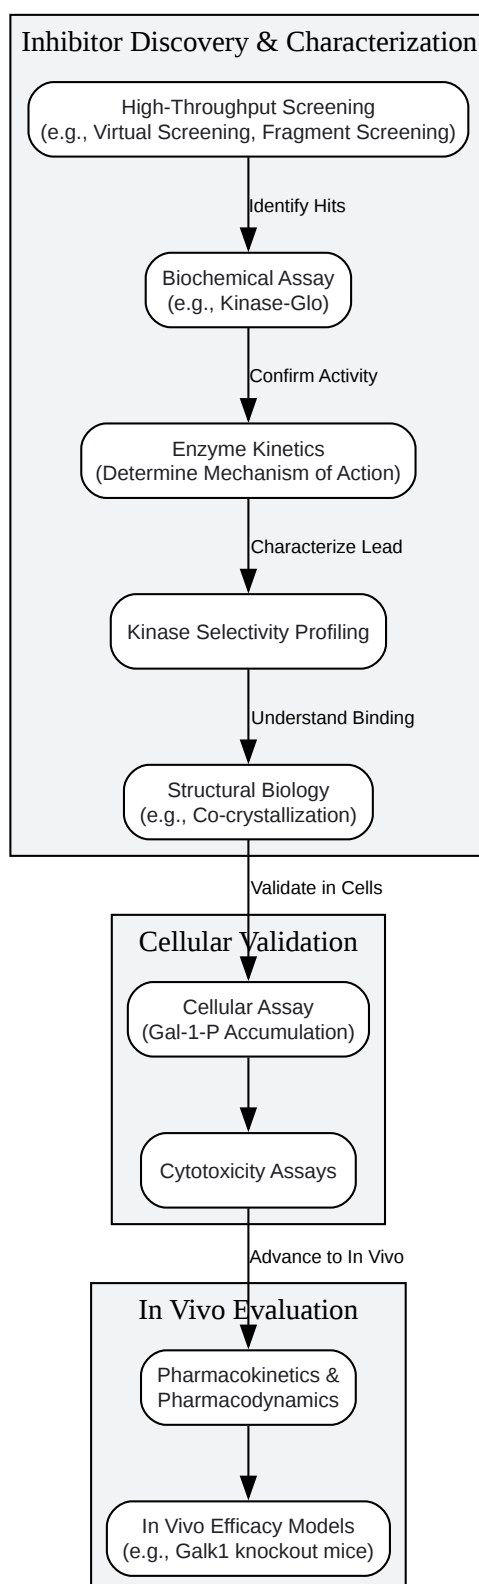 Inhibitor Discovery & Characterization
High-Throughput Screening
(e.g., Virtual Screening, Fragment Screening)
Identify Hits
Biochemical Assay
(e.g., Kinase-Glo)
Confirm Activity
Enzyme Kinetics
(Determine Mechanism of Action)
Characterize Lead
Kinase Selectivity Profiling
Understand Binding
Structural Biology
(e.g., Co-crystallization)
Validate in Cells
Cellular Validation
Cellular Assay
(Gal-1-P Accumulation)
Cytotoxicity Assays
Advance to In Vivo
In Vivo Evaluation
Pharmacokinetics &
Pharmacodynamics
In Vivo Efficacy Models
(e.g., Galk1 knockout mice)